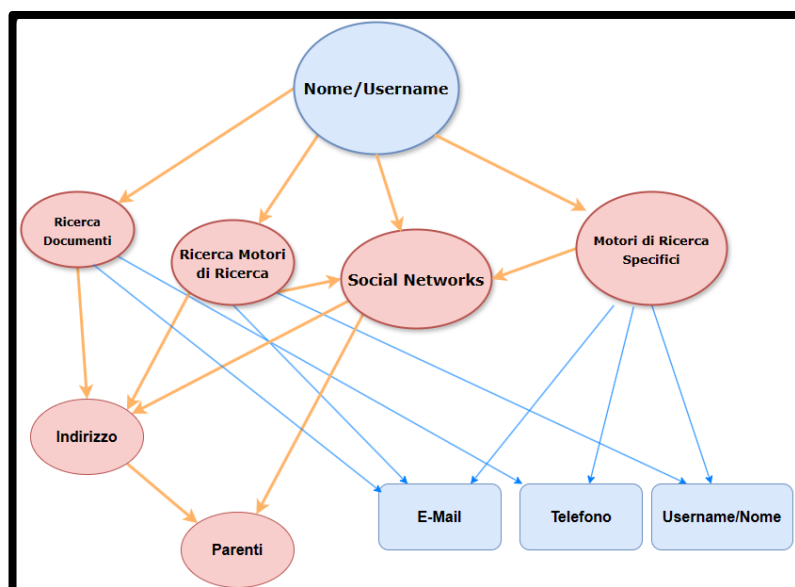 Nome/Username
Ricerca
Documenti
Ricerca Motori
di Ricerca
Social Networks
Motori di Ricerca
Specifici
Indirizzo
Parenti
E-Mail
Telefono
Username/Nome